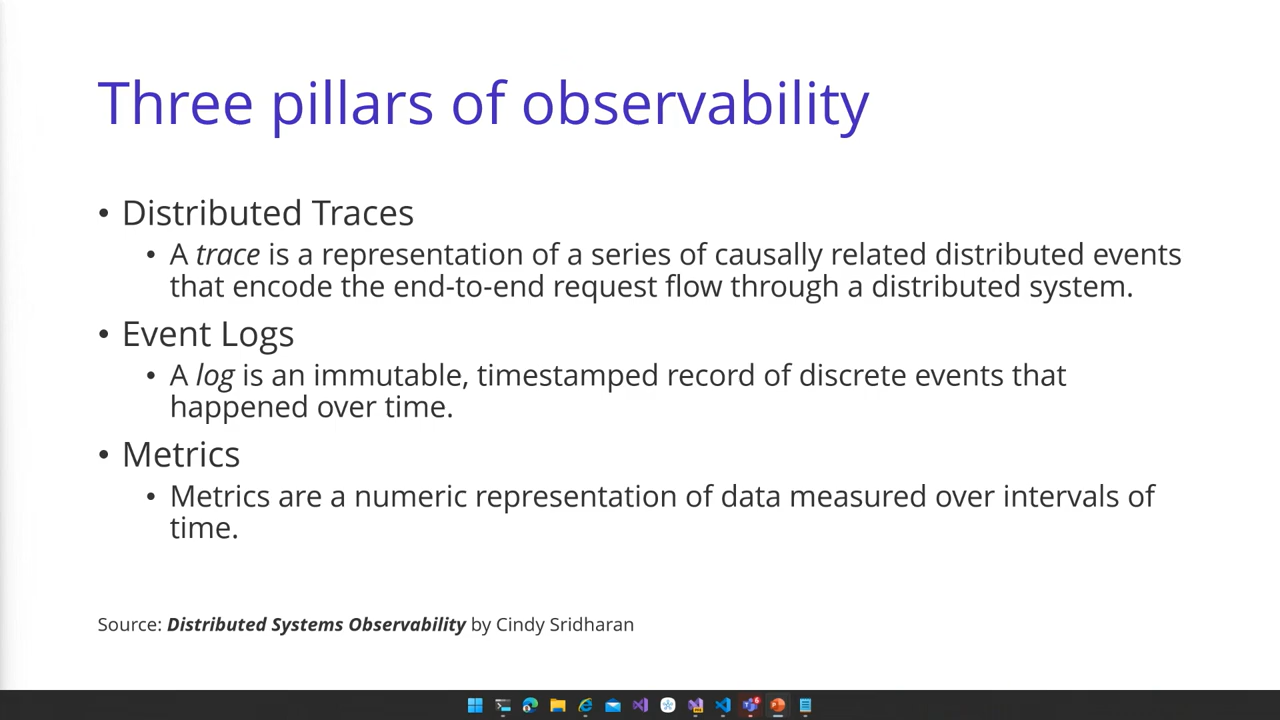 Three pillars of observability
• Distributed Traces
• A trace is a representation of a series of causally related distributed events
that encode the end-to-end request flow through a distributed system.
• Event Logs
• A log is an immutable, timestamped record of discrete events that
happened over time.
• Metrics
• Metrics are a numeric representation of data measured over intervals of
time.
Source: Distributed Systems Observability by Cindy Sridharan